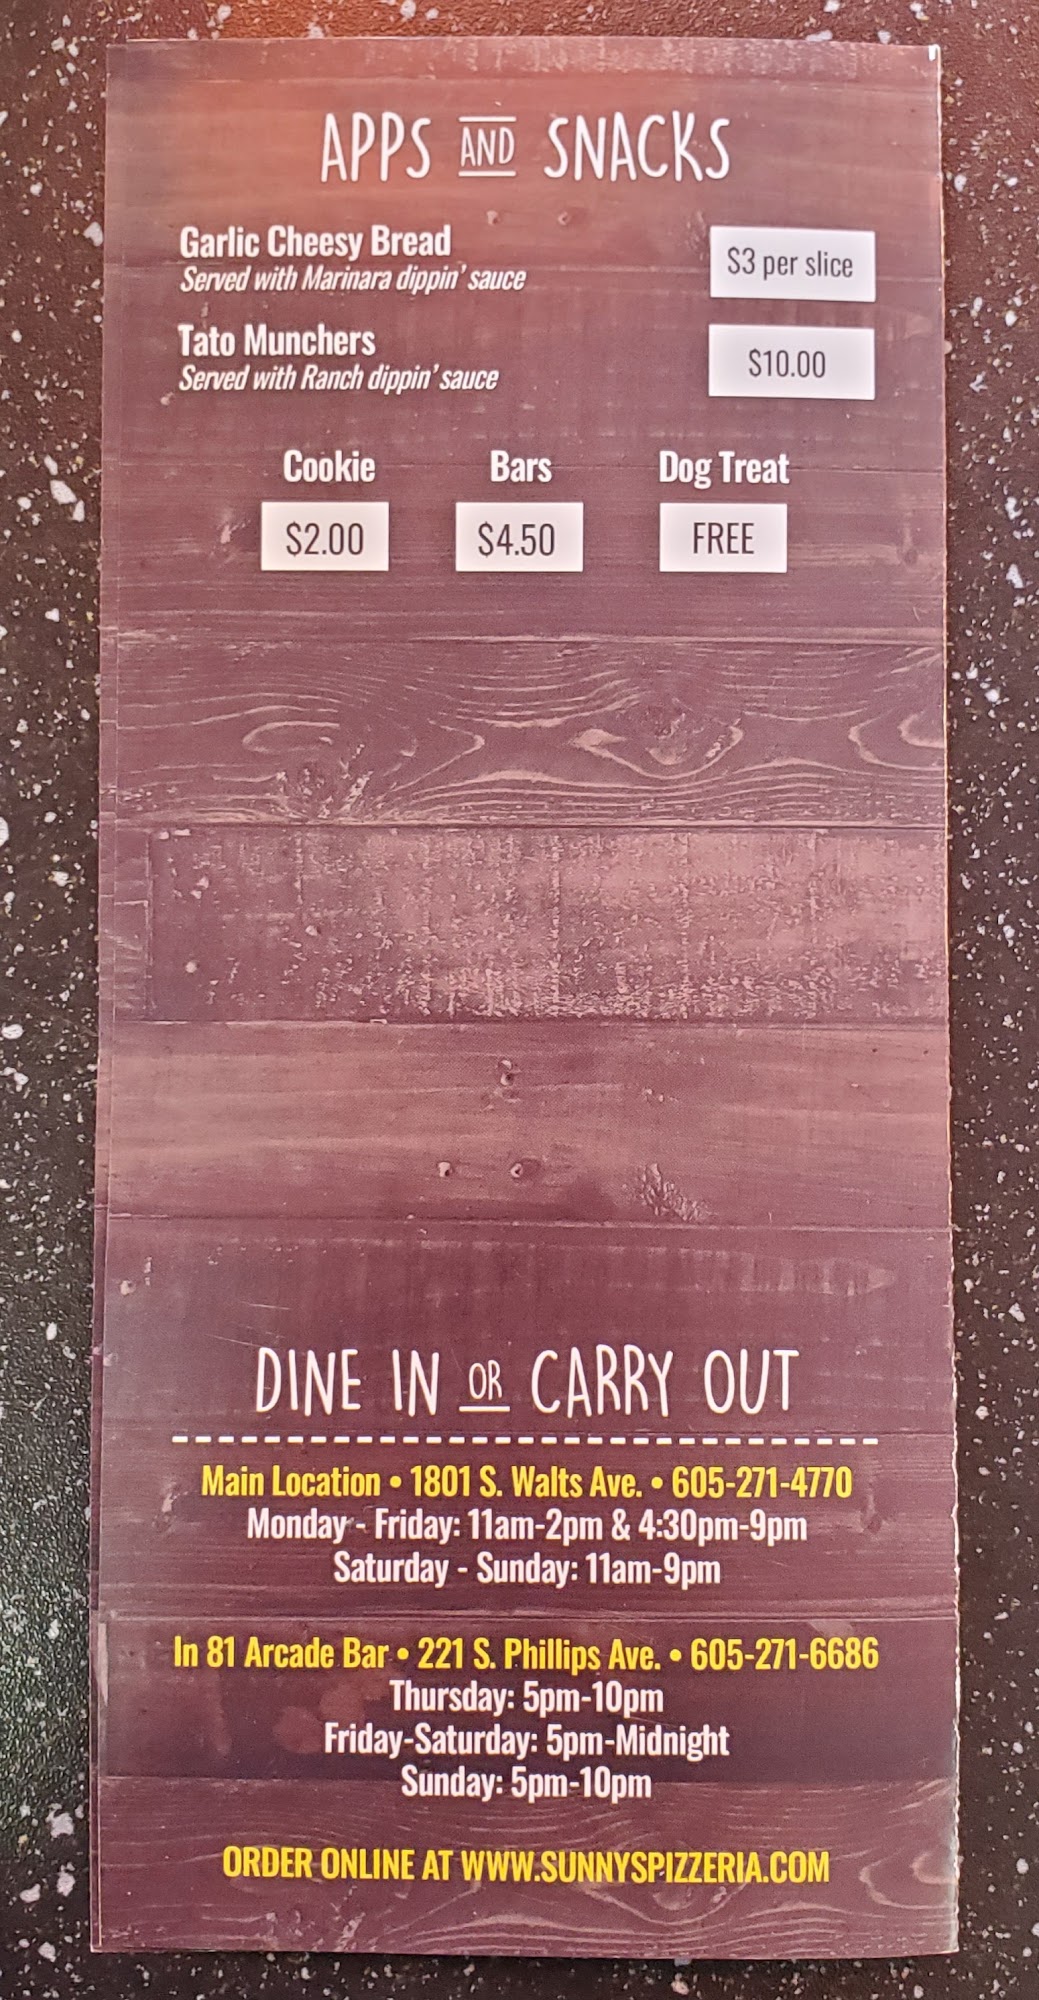 APPS AND SNACKS
Garlic Cheesy Bread
Served with Marinara dippin' sauce
$3 per slice
Tato Munchers
Served with Ranch dippin' sauce
$10.00
Cookie Bars Dog Treat
$2.00 $4.50 FREE
DINE IN OR CARRY OUT
Main Location • 1801 S. Walts Ave. • 605-271-4770
Monday - Friday: 11am-2pm & 4:30pm-9pm
Saturday - Sunday: 11am-9pm
In 81 Arcade Bar • 221 S. Phillips Ave. • 605-271-6686
Thursday: 5pm-10pm
Friday-Saturday: 5pm-Midnight
Sunday: 5pm-10pm
ORDER ONLINE AT WWW.SUNNYSPIZZERIA.COM